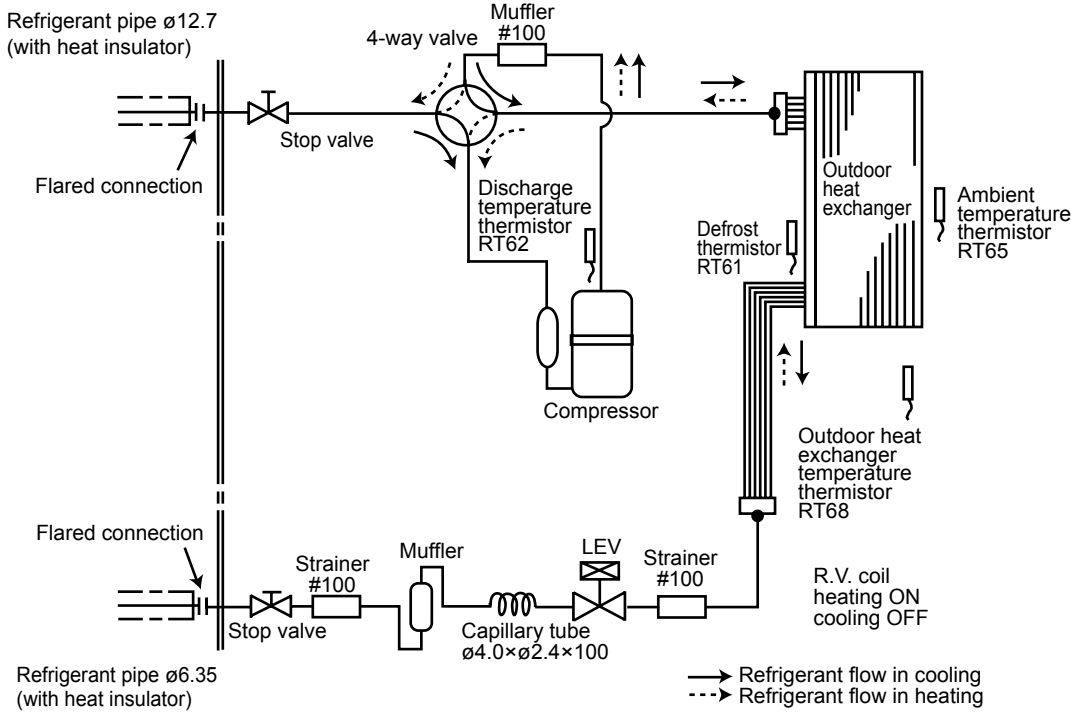 Refrigerant pipe ø12.7
(with heat insulator)
4-way valve
Muffler
#100
Stop valve
Flared connection
Discharge
temperature
thermistor
RT62
Outdoor
heat
exchanger
Defrost
thermistor
RT61
Ambient
temperature
thermistor
RT65
Compressor
Outdoor heat
exchanger
temperature
thermistor
RT68
Flared connection
Strainer
#100
Muffler
LEV
Strainer
#100
Stop valve
Capillary tube
ø4.0×ø2.4×100
R.V. coil
heating ON
cooling OFF
Refrigerant pipe ø6.35
(with heat insulator)
Refrigerant flow in cooling
Refrigerant flow in heating